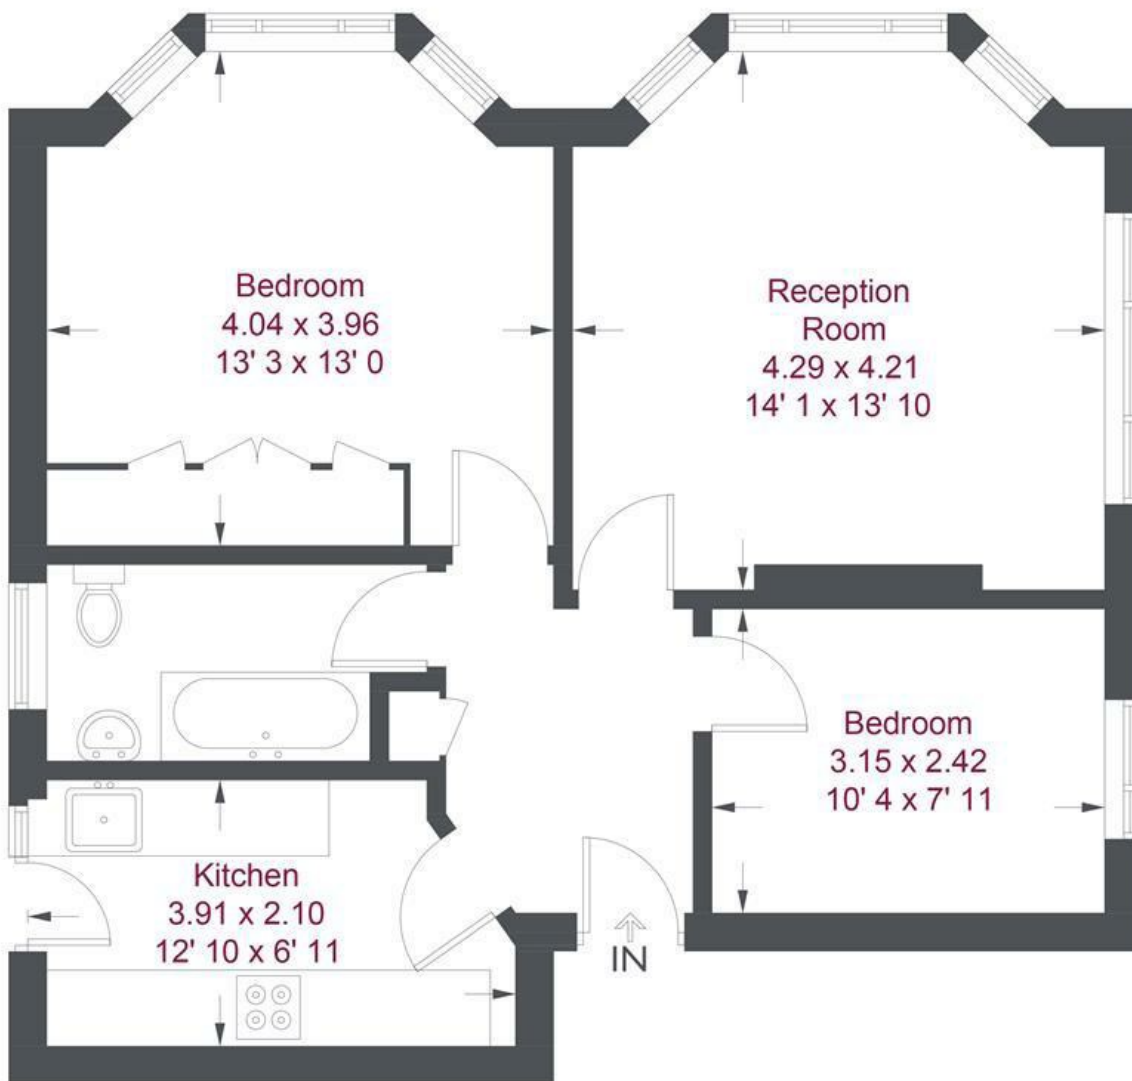 Bedroom
4.04 x 3.96
13' 3 x 13' 0
Reception
Room
4.29 x 4.21
14' 1 x 13' 10
Bedroom
3.15 x 2.42
10' 4 x 7' 11
Kitchen
3.91 x 2.10
12' 10 x 6' 11
IN